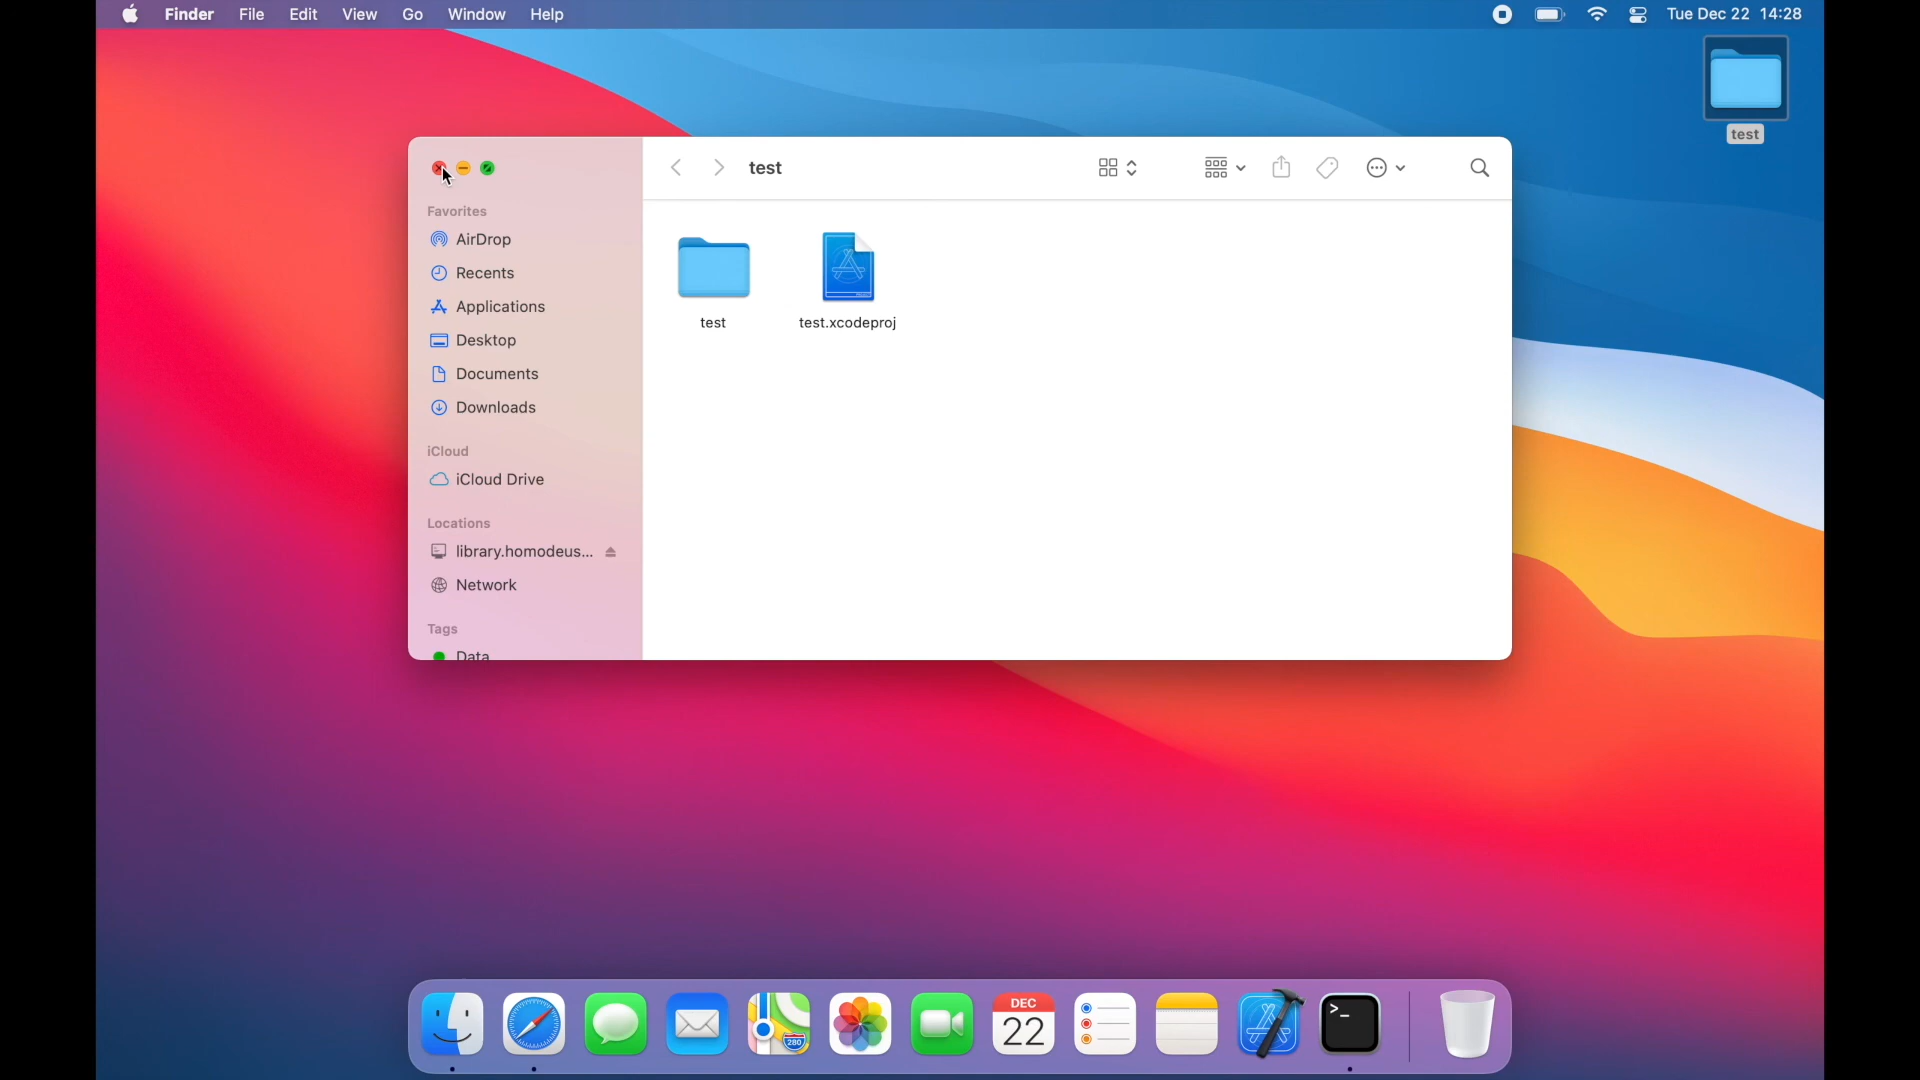 Finder File Edit View Go Window Help Tue Dec 22 14:28
test
test
Favorites
AirDrop
Recents
Applications
Desktop
Documents
Downloads
iCloud
iCloud Drive
Locations
library.homodeus...
Network
Tags
Data
test
test.xcodeproj
280
DEC
22
>_